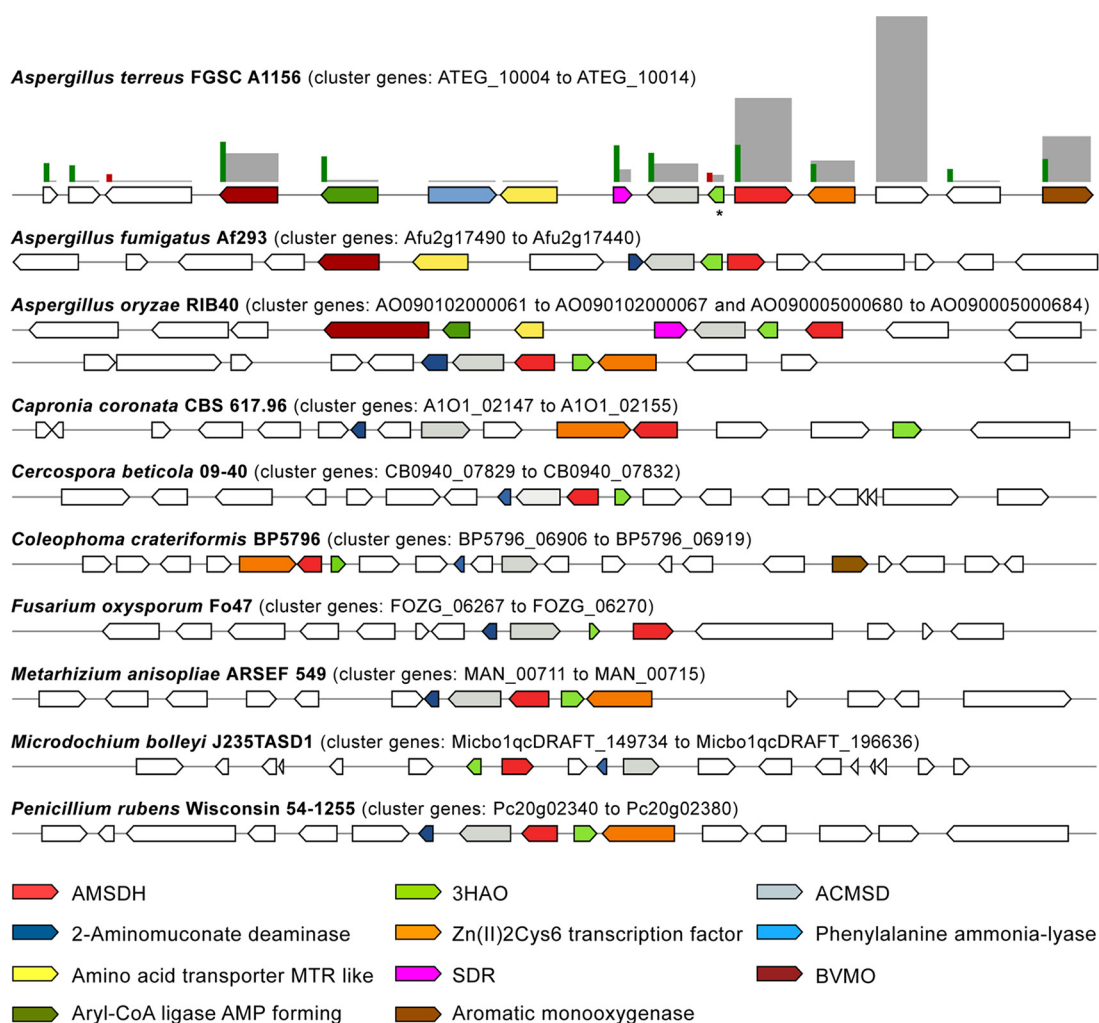 Aspergillus terreus FGSC A1156 (cluster genes: ATEG_10004 to ATEG_10014)
*
Aspergillus fumigatus Af293 (cluster genes: Afu2g17490 to Afu2g17440)
Aspergillus oryzae RIB40 (cluster genes: AO090102000061 to AO090102000067 and AO090005000680 to AO090005000684)
Capronia coronata CBS 617.96 (cluster genes: A1O1_02147 to A1O1_02155)
Cercospora beticola 09-40 (cluster genes: CB0940_07829 to CB0940_07832)
Coleophoma crateriformis BP5796 (cluster genes: BP5796_06906 to BP5796_06919)
Fusarium oxysporum Fo47 (cluster genes: FOZG_06267 to FOZG_06270)
Metarhizium anisopliae ARSEF 549 (cluster genes: MAN_00711 to MAN_00715)
Microdochium bolleyi J235TASD1 (cluster genes: Micbo1qcDRAFT_149734 to Micbo1qcDRAFT_196636)
Penicillium rubens Wisconsin 54-1255 (cluster genes: Pc20g02340 to Pc20g02380)
AMSDH 3HAO ACMSD
2-Aminomuconate deaminase Zn(II)2Cys6 transcription factor Phenylalanine ammonia-lyase
Amino acid transporter MTR like SDR BVMO
Aryl-CoA ligase AMP forming Aromatic monooxygenase